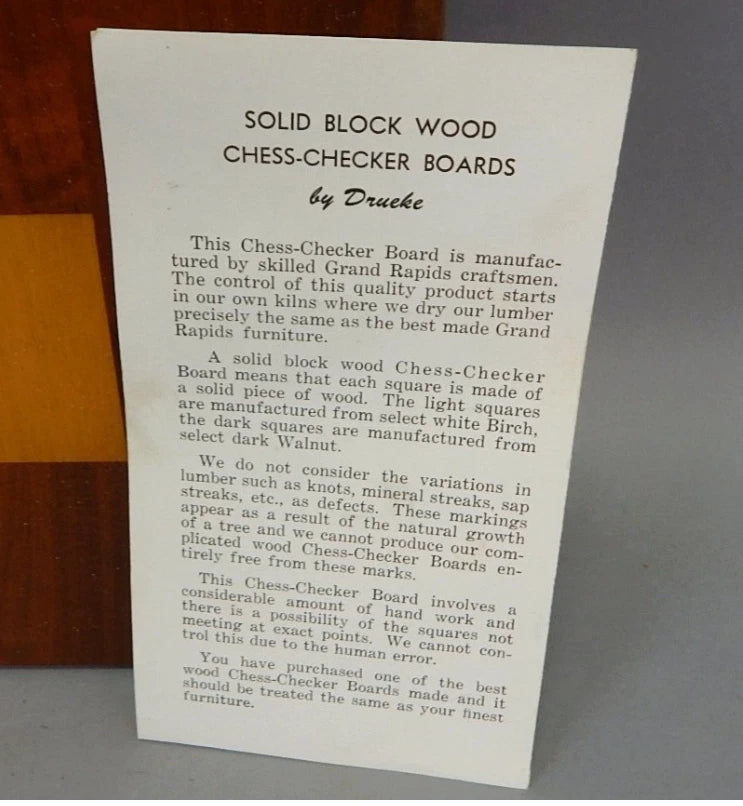 SOLID BLOCK WOOD
CHESS-CHECKER BOARDS
by Drueke
This Chess-Checker Board is manufac-
tured by skilled Grand Rapids craftsmen.
The control of this quality product starts
in our own kilns where we dry our lumber
precisely the same as the best made Grand
Rapids furniture.
A solid block wood Chess-Checker
Board means that each square is made of
a solid piece of wood. The light squares
are manufactured from select white Birch,
the dark squares are manufactured from
select dark Walnut.
We do not consider the variations in
lumber such as knots, mineral streaks, sap
streaks, etc., as defects. These markings
appear as a result of the natural growth
of a tree and we cannot produce our com-
plicated wood Chess-Checker Boards en-
tirely free from these marks.
This Chess-Checker Board involves a
considerable amount of hand work and
there is a possibility of the squares not
meeting at exact points. We cannot con-
trol this due to the human error.
You have purchased one of the best
wood Chess-Checker Boards made and it
should be treated the same as your finest
furniture.